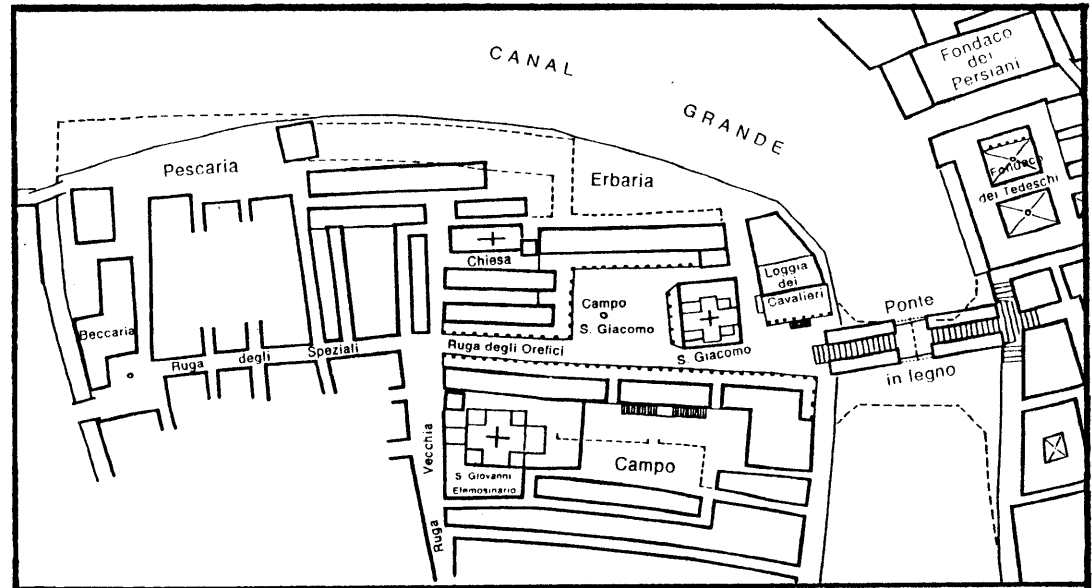 CANAL
GRANDE
Fondaco
dei
Persiani
Fondaco
dei Tedeschi
Pescaria
Erbaria
Chiesa
Loggia
dei
Cavalieri
Campo
S. Giacomo
S. Giacomo
Ponte
in legno
Beccaria
Ruga degli Speziali
Ruga degli Orefici
Ruga Vecchia
S. Giovanni
Elemosinario
Campo